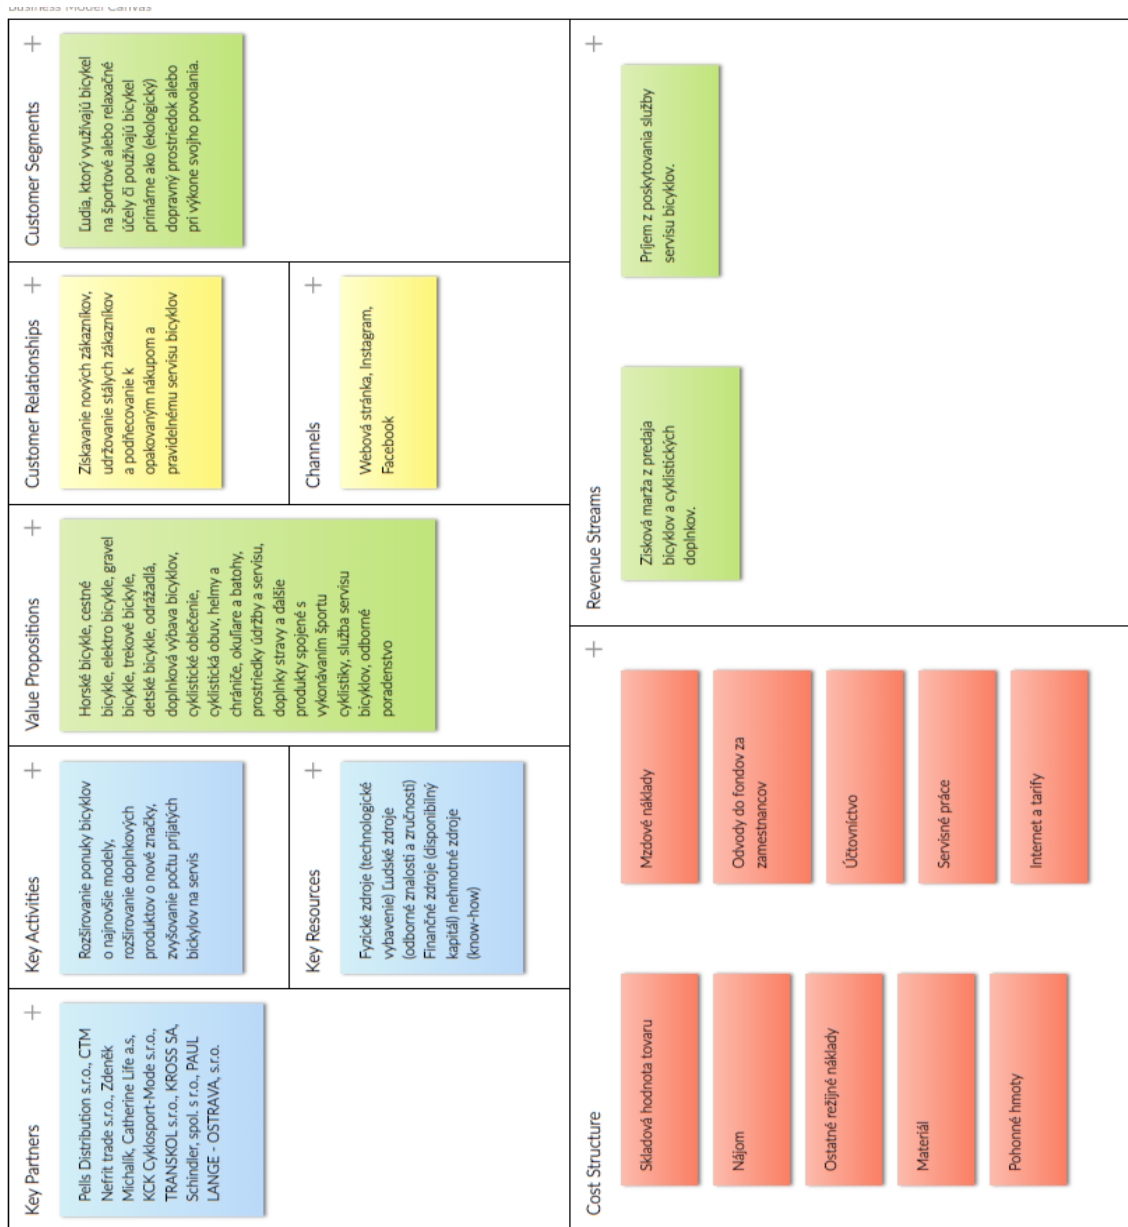 Business Model Canvas
Key Partners
Pells Distribution s.r.o., CTM
Nefrit trade s.r.o., Zdeněk
Michalík, Catherine Life a.s,
KCK Cyklosport-Mode s.r.o.,
TRANSKOL s.r.o., KROSS SA,
Schindler, spol. s r.o., PAUL
LANGE - OSTRAVA, s.r.o.
Key Activities
Rozširovanie ponuky bicyklov
o najnovšie modely,
rozširovanie doplnkových
produktov o nové značky,
zvyšovanie počtu prijatých
bickylov na servis
Key Resources
Fyzické zdroje (technologické
vybavenie) Ľudské zdroje
(odborné znalosti a zručnosti)
Finančné zdroje (disponibilný
kapitál) nehmotné zdroje
(know-how)
Value Propositions
Horské bicykle, cestné
bicykle, elektro bicykle, gravel
bicykle, trekové bickyle,
detské bicykle, odrážadlá,
doplnková výbava bicyklov,
cyklistické oblečenie,
cyklistická obuv, helmy a
chrániče, okuliare a batohy,
prostriedky údržby a servisu,
doplnky stravy a ďalšie
produkty spojené s
vykonávaním športu
cyklistiky, služba servisu
bicyklov, odborné
poradenstvo
Customer Relationships
Získavanie nových zákazníkov,
udržovanie stálych zákazníkov
a podňecovanie k
opakovaným nákupom a
pravidelnému servisu bicyklov
Channels
Webová stránka, Instagram,
Facebook
Customer Segments
Ľudia, ktorý využívajú bicykel
na športové alebo relaxačné
účely či používajú bicykel
primárne ako (ekologický)
dopravný prostriedok alebo
pri výkone svojho povolania.
Cost Structure
Skladová hodnota tovaru
Mzdové náklady
Nájom
Odvody do fondov za
zamestnancov
Ostatné režijné náklady
Účtovníctvo
Materiál
Servisné práce
Pohonné hmoty
Internet a tarify
Revenue Streams
Zisková marža z predaja
bicyklov a cyklistických
doplnkov.
Príjem z poskytovania služby
servisu bicyklov.